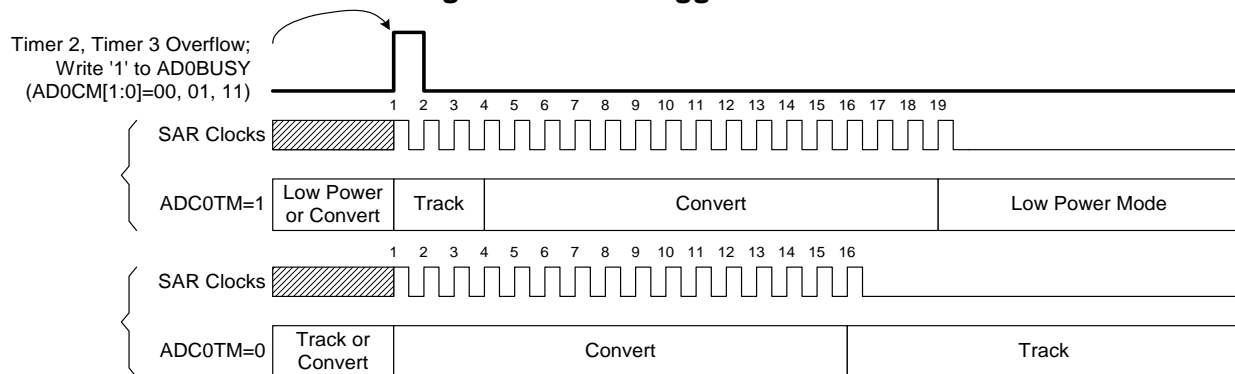 Timer 2, Timer 3 Overflow;
Write '1' to AD0BUSY
(AD0CM[1:0]=00, 01, 11)
1 2 3 4 5 6 7 8 9 10 11 12 13 14 15 16 17 18 19
SAR Clocks
ADC0TM=1
Low Power
or Convert
Track
Convert
Low Power Mode
1 2 3 4 5 6 7 8 9 10 11 12 13 14 15 16
SAR Clocks
ADC0TM=0
Track or
Convert
Convert
Track